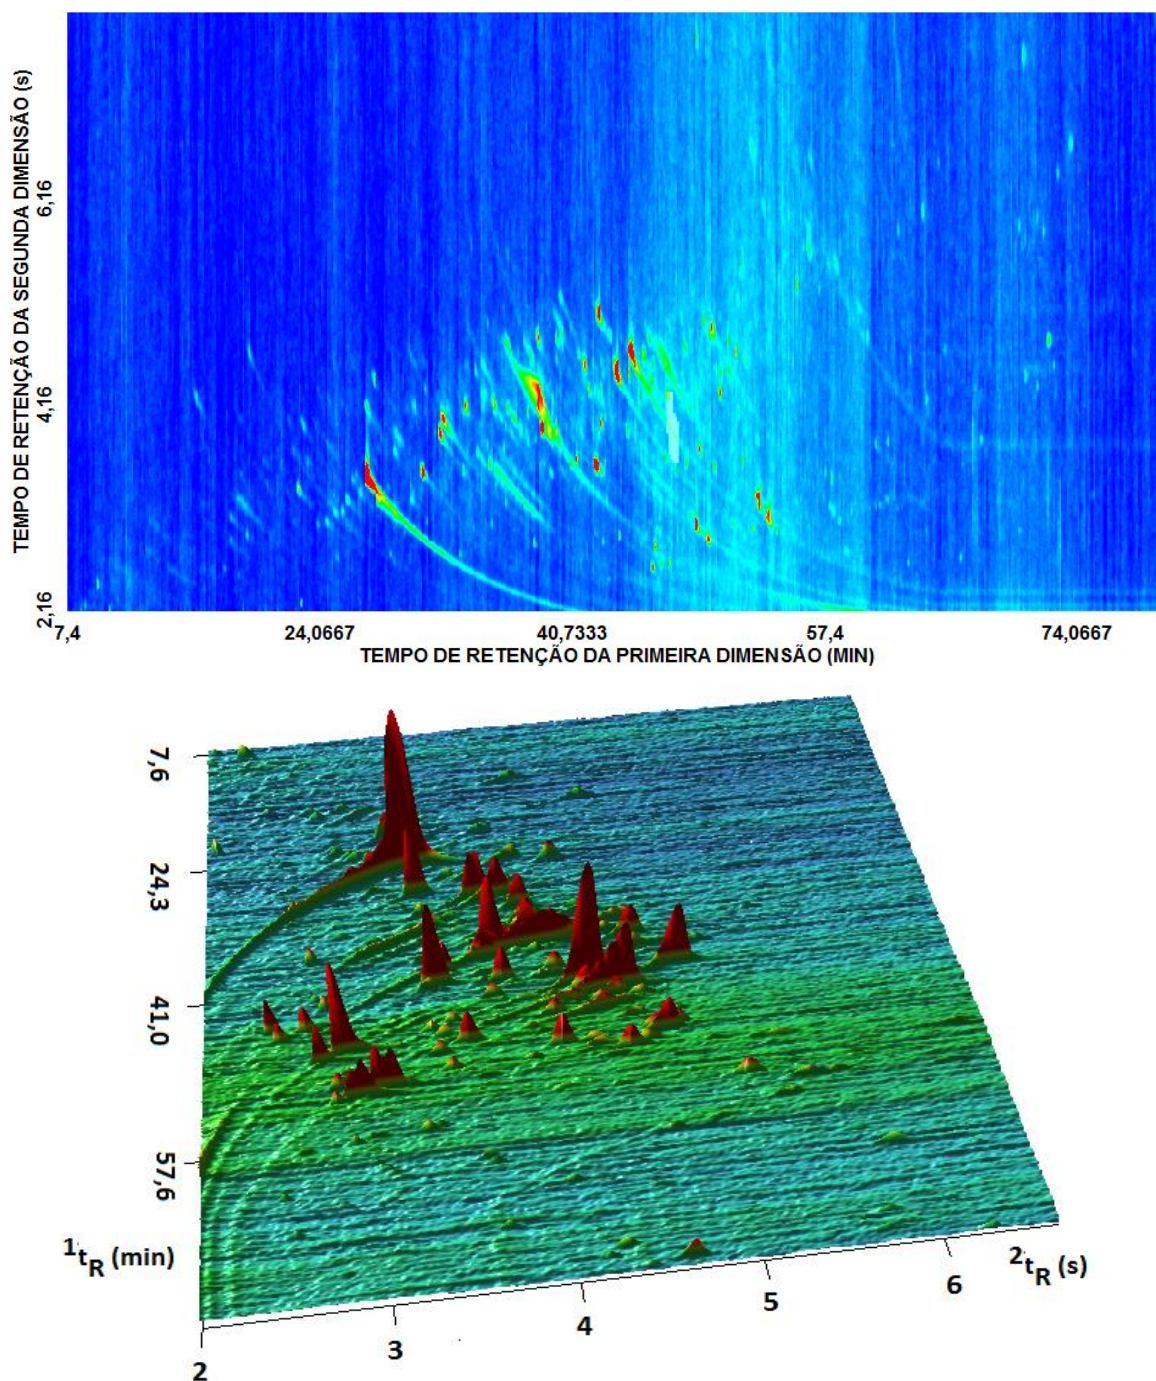 TEMPO DE RETENÇÃO DA SEGUNDA DIMENSÃO (s)
6,16
4,16
2,16
7,4 24,0667 40,7333 57,4 74,0667
TEMPO DE RETENÇÃO DA PRIMEIRA DIMENSÃO (MIN)
7,6
24,3
41,0
57,6
1tR (min)
2tR (s)
2 3 4 5 6